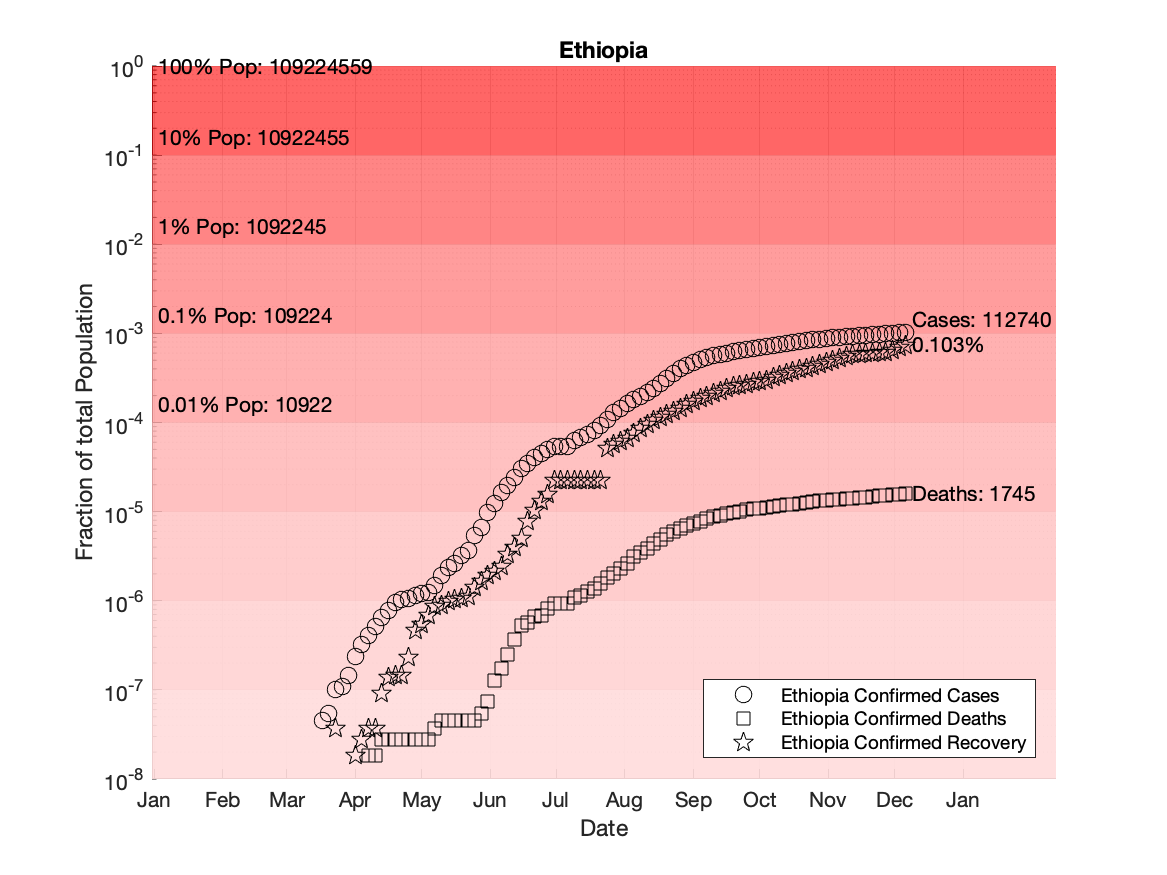 Ethiopia
10^0
100% Pop: 109224559
10% Pop: 10922455
10^-1
1% Pop: 1092245
10^-2
0.1% Pop: 109224
10^-3
Cases: 112740
0.103%
0.01% Pop: 10922
10^-4
Deaths: 1745
10^-5
10^-6
10^-7
10^-8
Fraction of total Population
Ethiopia Confirmed Cases
Ethiopia Confirmed Deaths
Ethiopia Confirmed Recovery
Jan Feb Mar Apr May Jun Jul Aug Sep Oct Nov Dec Jan
Date